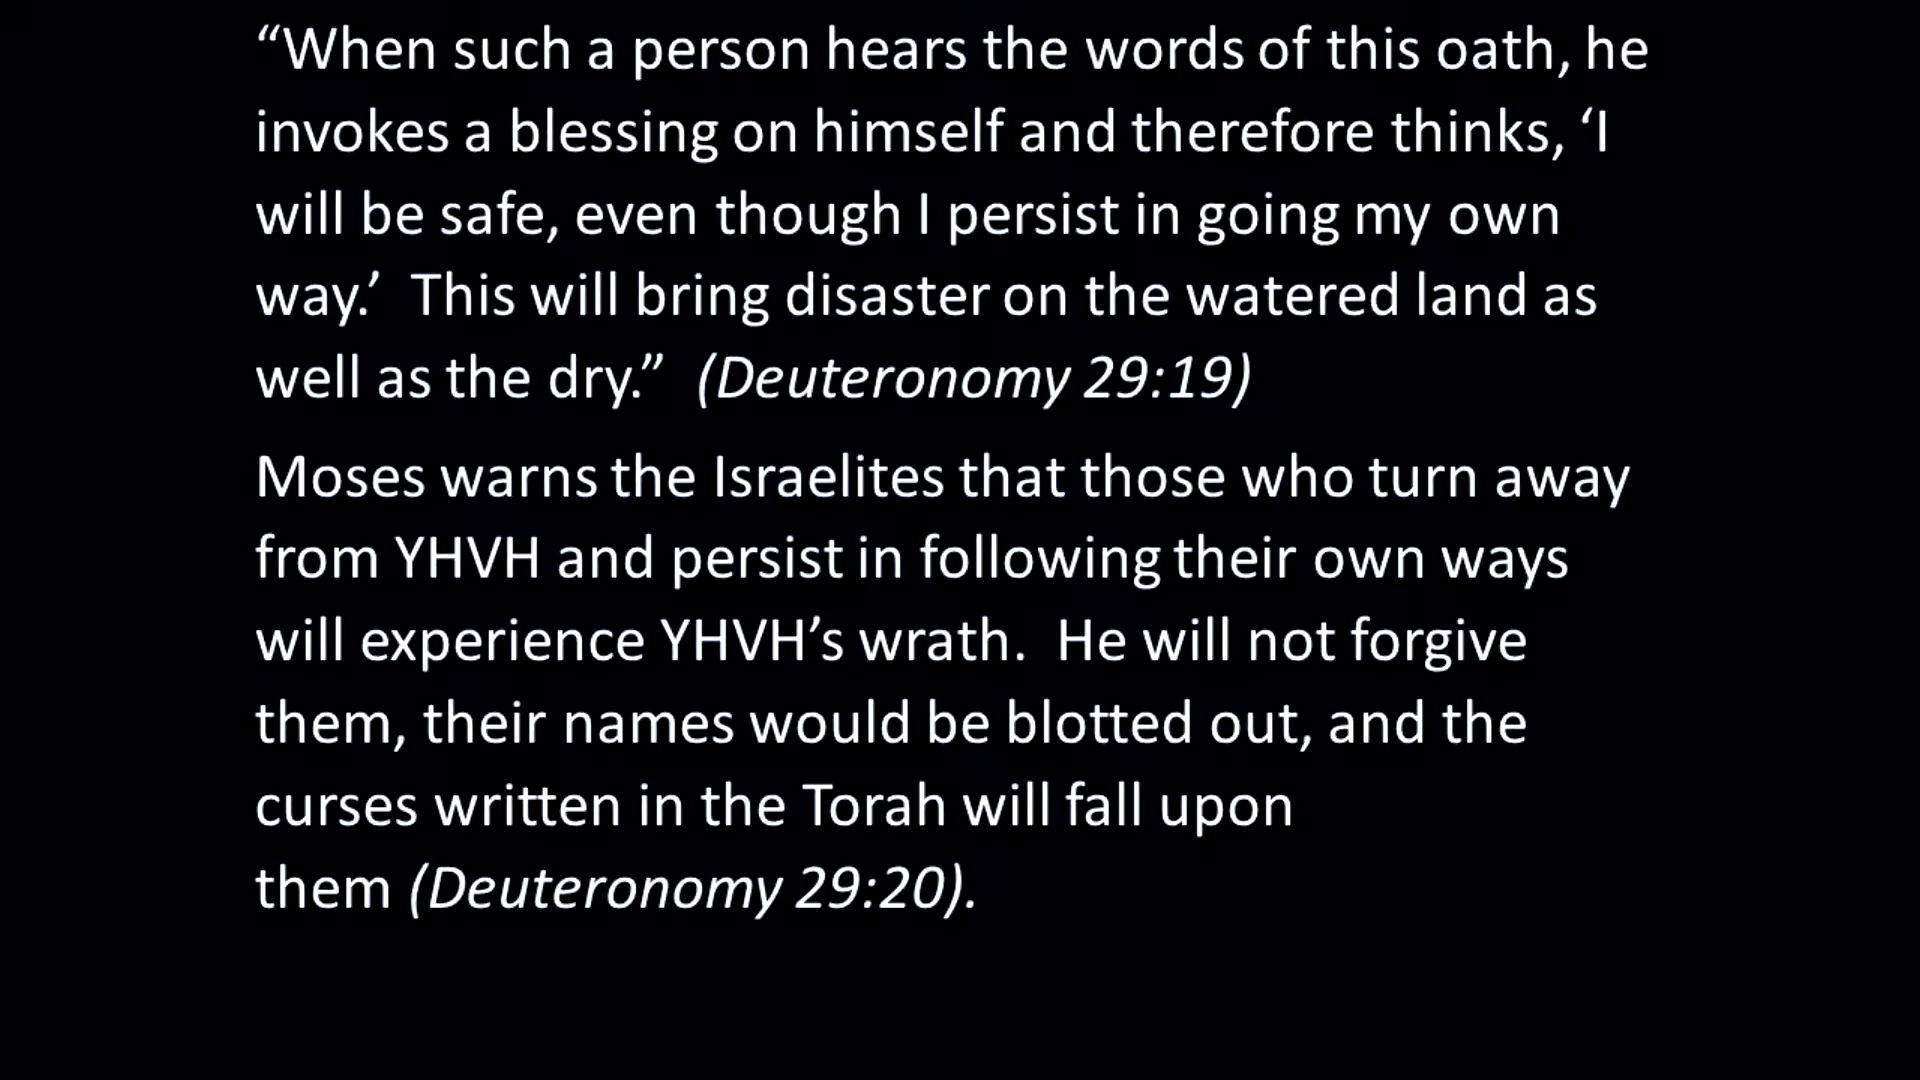 “When such a person hears the words of this oath, he
invokes a blessing on himself and therefore thinks, ‘I
will be safe, even though I persist in going my own
way.’  This will bring disaster on the watered land as
well as the dry.”  (Deuteronomy 29:19)
Moses warns the Israelites that those who turn away
from YHVH and persist in following their own ways
will experience YHVH’s wrath.  He will not forgive
them, their names would be blotted out, and the
curses written in the Torah will fall upon
them (Deuteronomy 29:20).